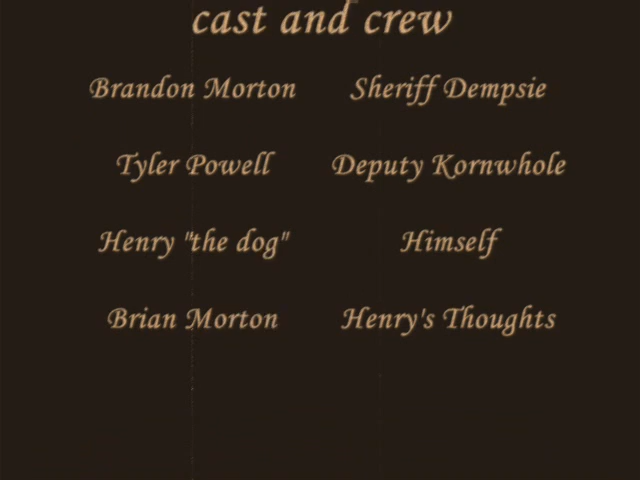 cast and crew
Brandon Morton Sheriff Dempsie
Tyler Powell Deputy Kornwhole
Henry "the dog" Himself
Brian Morton Henry's Thoughts